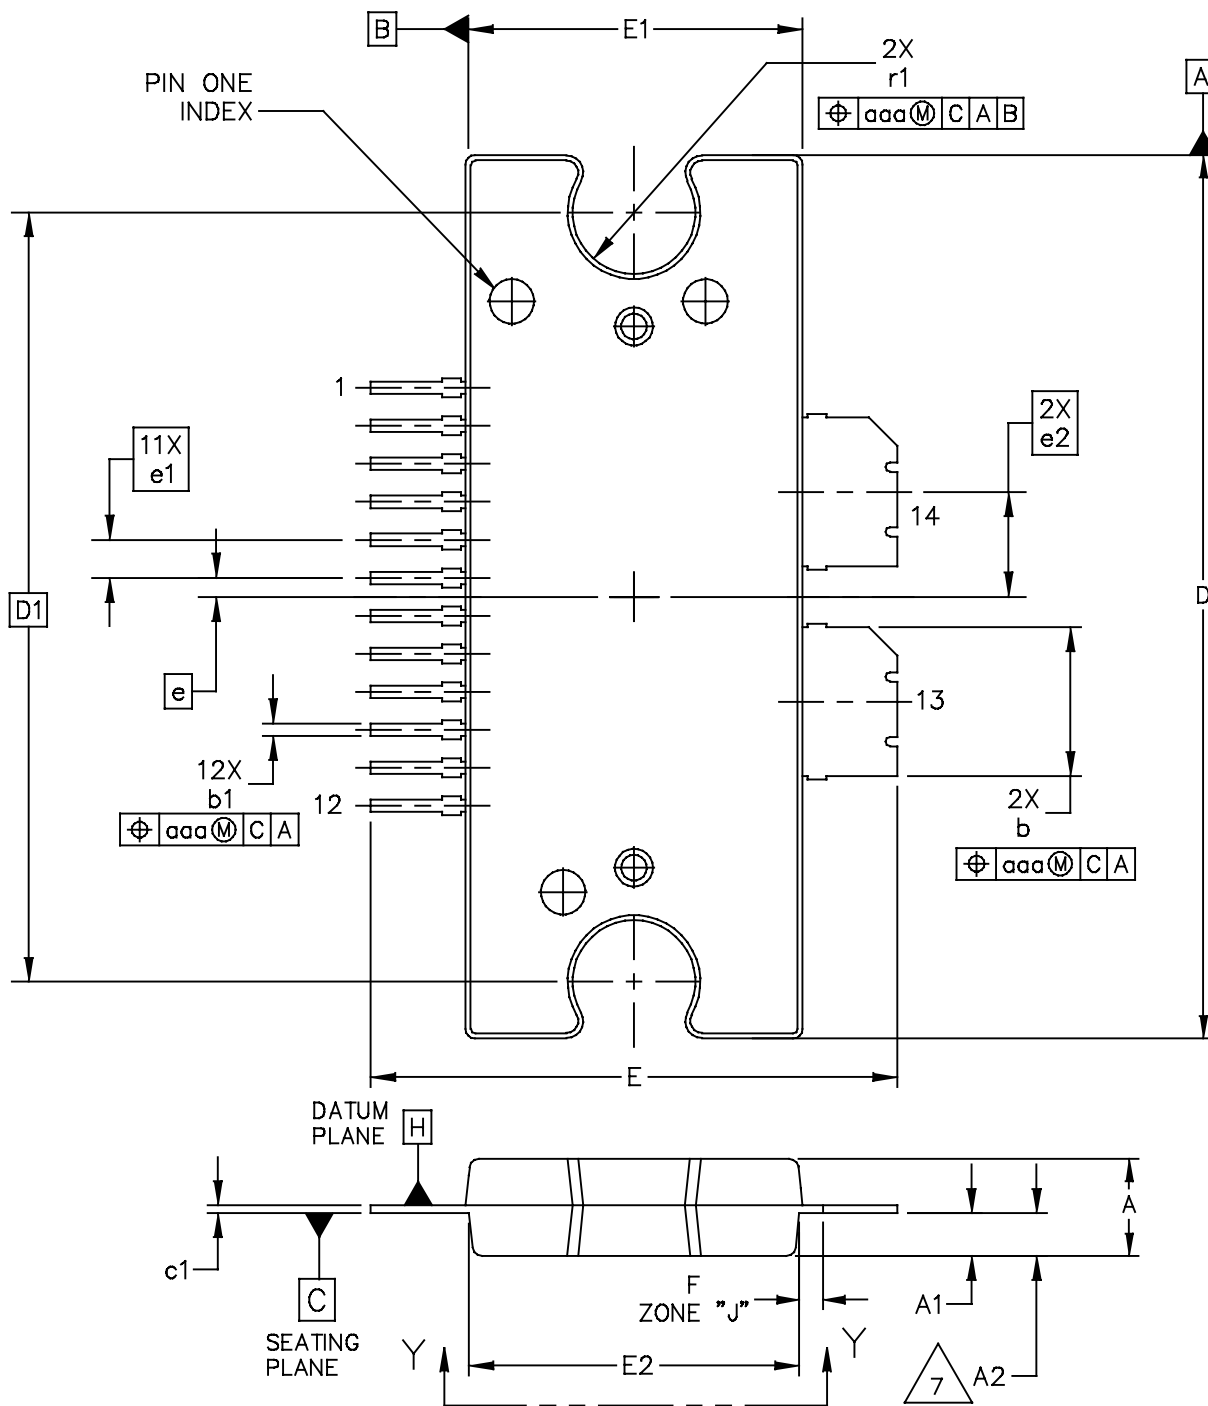 B
E1
2X
r1
⌖ aaa Ⓜ C A B
A
PIN ONE
INDEX
1
11X
e1
2X
e2
14
D1
D
e
13
12X
b1
⌖ aaa Ⓜ C A
12
2X
b
⌖ aaa Ⓜ C A
E
DATUM
PLANE
H
A
c1
C
SEATING
PLANE
F
ZONE "J"
A1
Y
Y
E2
7
A2